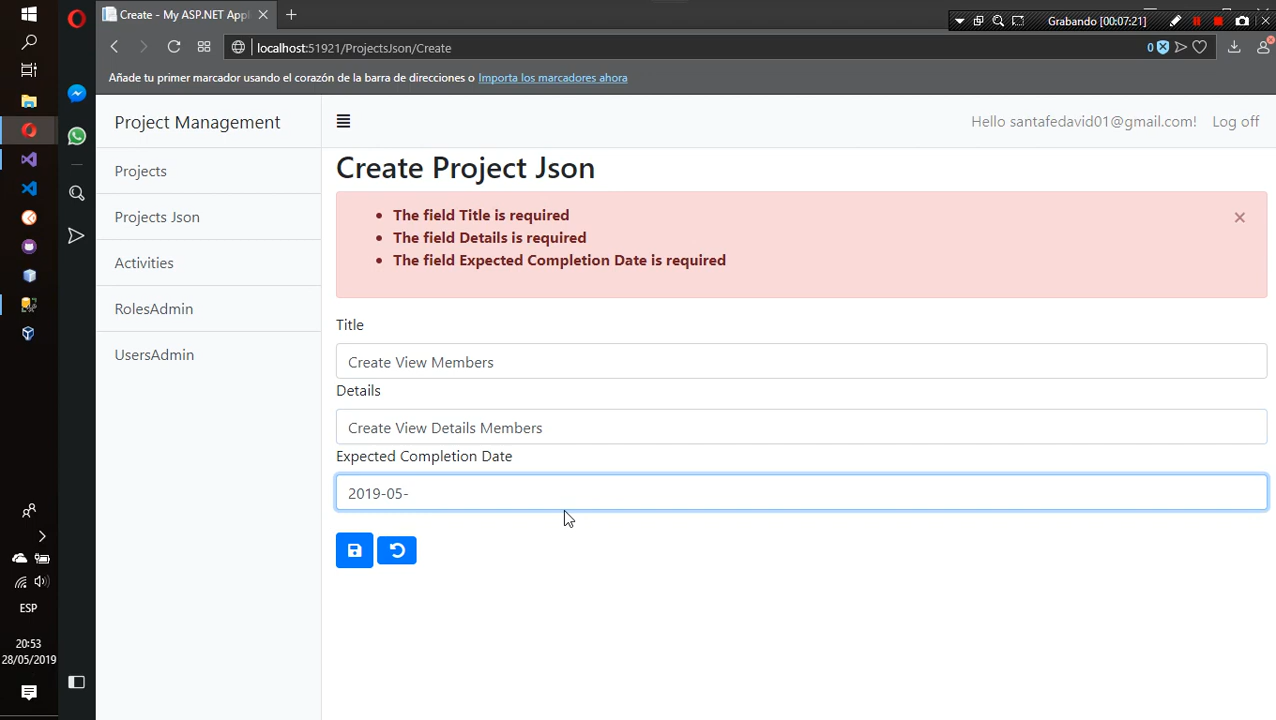 Create - My ASP.NET Appl
Grabando [00:07:21]
localhost:51921/ProjectsJson/Create
0
Añade tu primer marcador usando el corazón de la barra de direcciones o Importa los marcadores ahora
Project Management
Hello santafedavid01@gmail.com! Log off
Projects
Projects Json
Activities
RolesAdmin
UsersAdmin
Create Project Json
The field Title is required
The field Details is required
The field Expected Completion Date is required
Title
Create View Members
Details
Create View Details Members
Expected Completion Date
2019-05-
ESP
20:53
28/05/2019